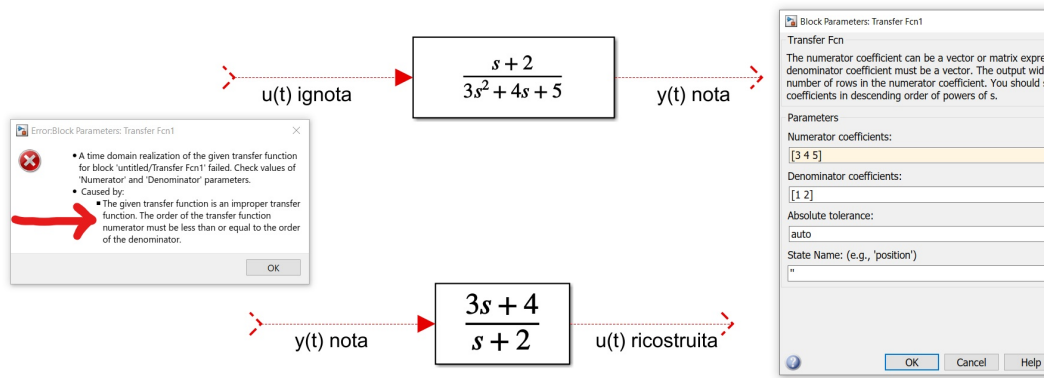 s + 2
3s² + 4s + 5
u(t) ignota
y(t) nota
Error:Block Parameters: Transfer Fcn1
A time domain realization of the given transfer function
for block 'untitled/Transfer Fcn1' failed. Check values of
'Numerator' and 'Denominator' parameters.
Caused by:
The given transfer function is an improper transfer
function. The order of the transfer function
numerator must be less than or equal to the order
of the denominator.
OK
3s + 4
s + 2
y(t) nota
u(t) ricostruita
Block Parameters: Transfer Fcn1
Transfer Fcn
The numerator coefficient can be a vector or matrix expre
denominator coefficient must be a vector. The output wid
number of rows in the numerator coefficient. You should s
coefficients in descending order of powers of s.
Parameters
Numerator coefficients:
[3 4 5]
Denominator coefficients:
[1 2]
Absolute tolerance:
auto
State Name: (e.g., 'position')
''
OK Cancel Help